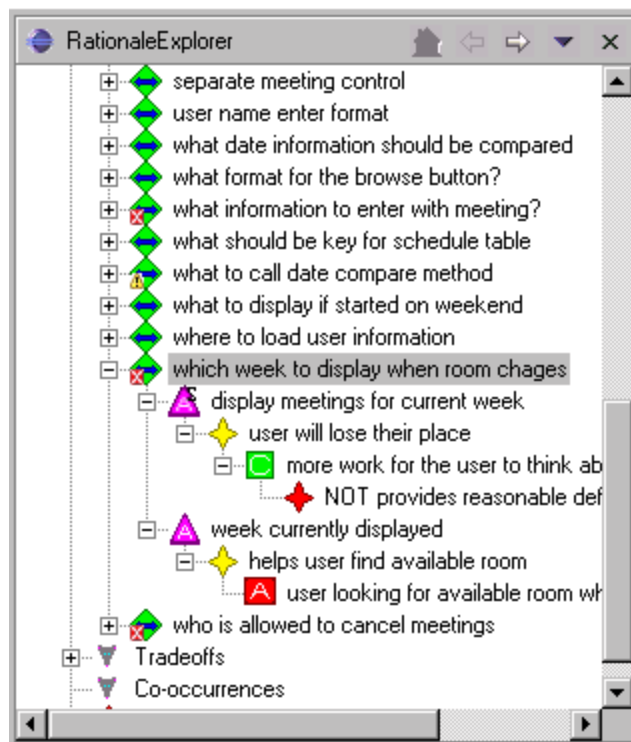 RationaleExplorer
separate meeting control
user name enter format
what date information should be compared
what format for the browse button?
what information to enter with meeting?
what should be key for schedule table
what to call date compare method
what to display if started on weekend
where to load user information
which week to display when room chages
display meetings for current week
user will lose their place
C more work for the user to think ab
NOT provides reasonable def
A week currently displayed
helps user find available room
A user looking for available room wh
who is allowed to cancel meetings
Tradeoffs
Co-occurrences